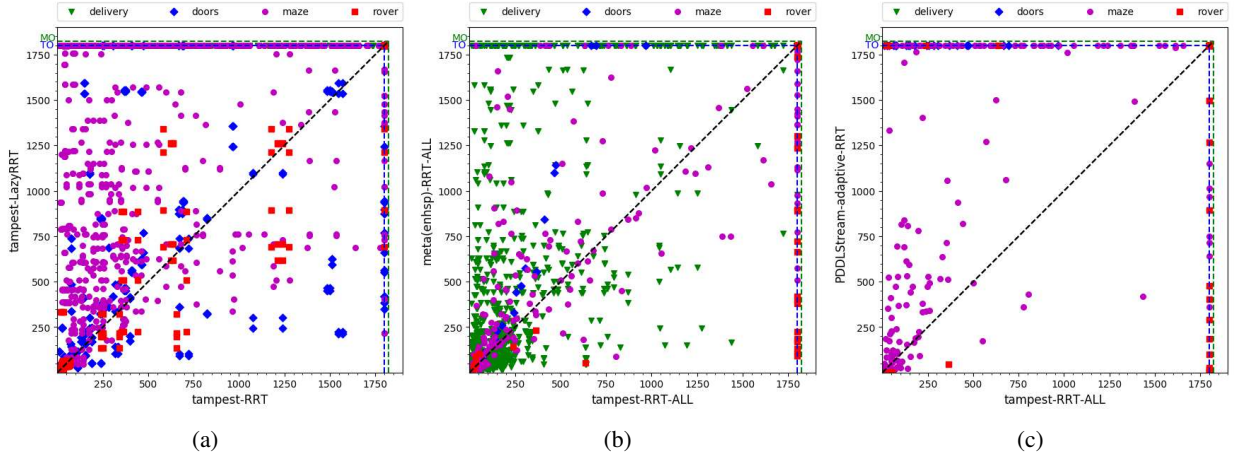 delivery doors maze rover
MO
TO
1750
1500
1250
1000
750
500
250
250 500 750 1000 1250 1500 1750
tampest-LazyRRT
tampest-RRT
(a)
delivery doors maze rover
MO
TO
1750
1500
1250
1000
750
500
250
250 500 750 1000 1250 1500 1750
meta(enhsp)-RRT-ALL
tampest-RRT-ALL
(b)
delivery doors maze rover
MO
TO
1750
1500
1250
1000
750
500
250
250 500 750 1000 1250 1500 1750
PDDLStream-adaptive-RRT
tampest-RRT-ALL
(c)